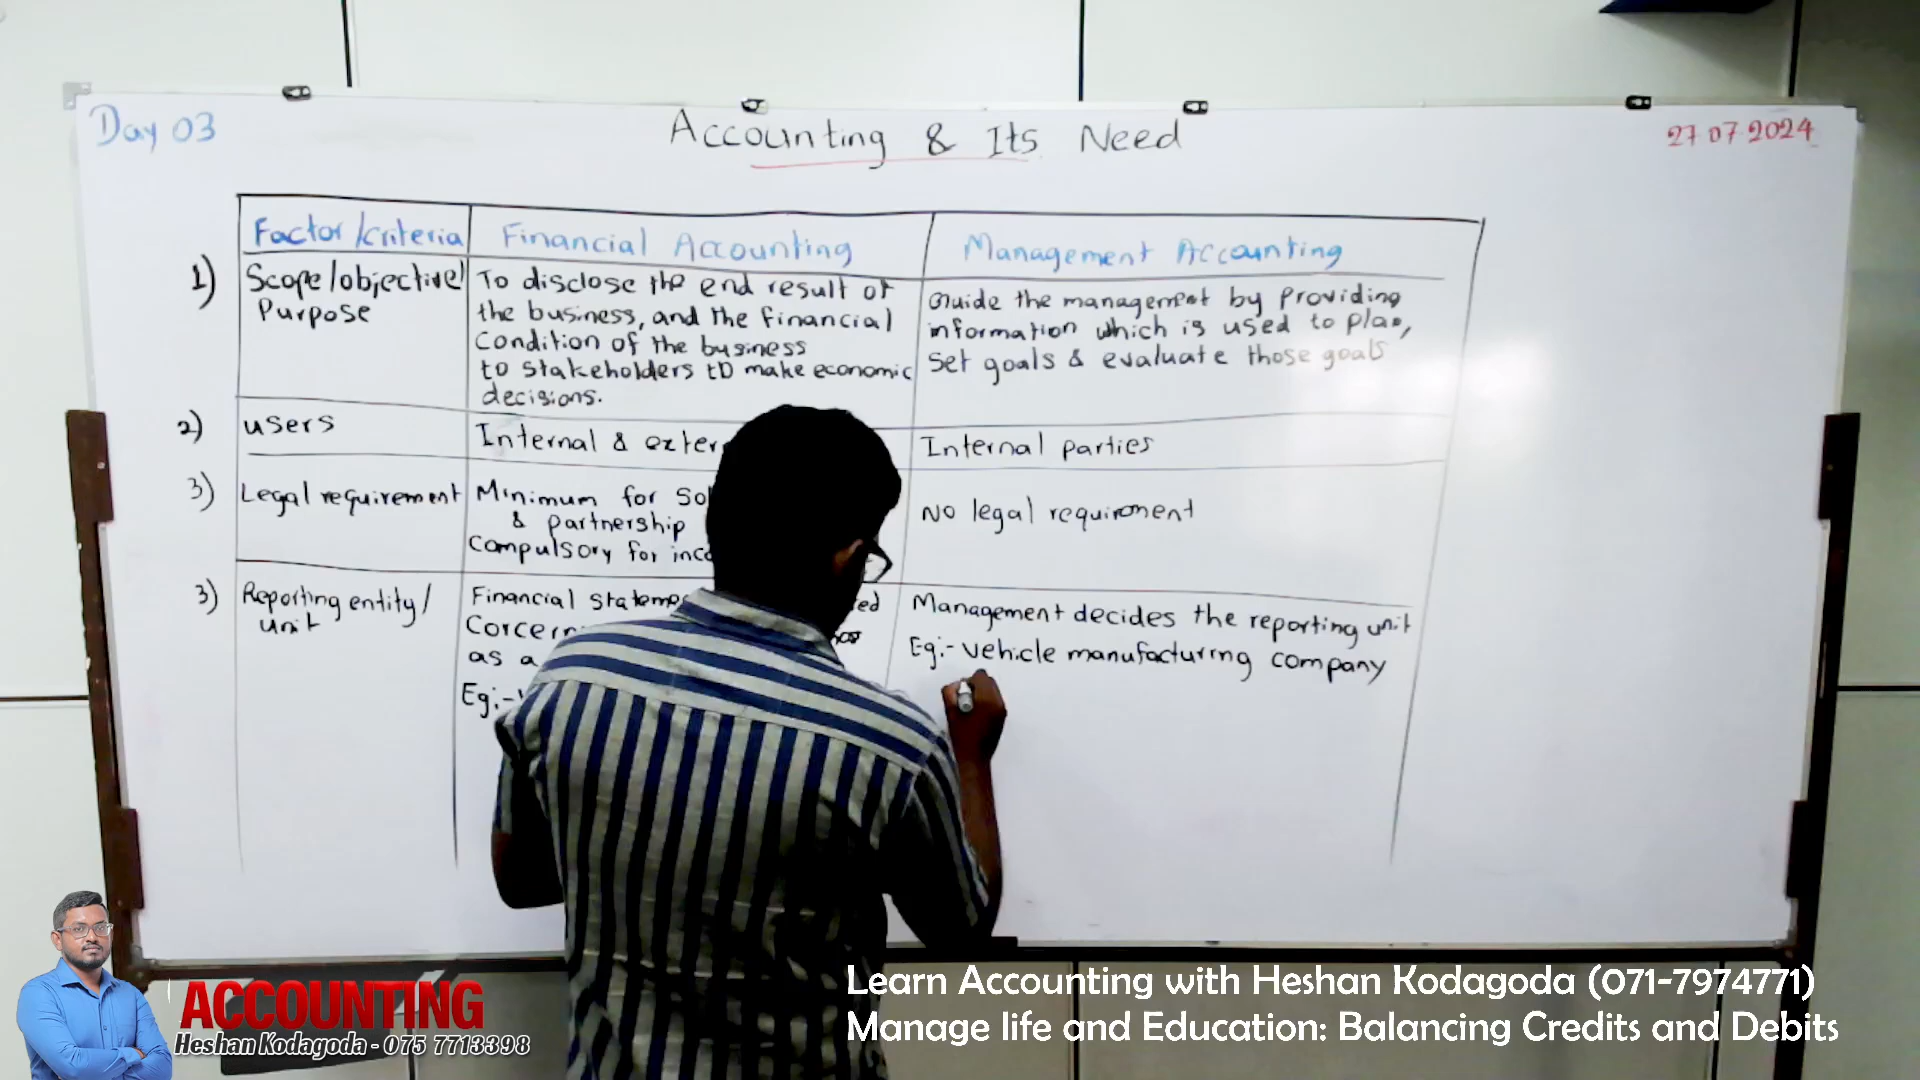 Day 03
Accounting & Its Need
27 07 2024
Factor/criteria
Financial Accounting
Management Accounting
1)
Scope/objective/
Purpose
To disclose the end result of
the business, and the financial
condition of the business
to stakeholders to make economic
decisions.
Guide the management by providing
information which is used to plan,
set goals & evaluate those goals
2)
users
Internal &
Internal parties
3)
Legal requirement
Minimum for
& partnership
compulsory for
No legal requirement
3)
Reporting entity/
unit
Financial
as a
Eg:-
Management decides the reporting unit
Eg:- vehicle manufacturing company
ACCOUNTING
Heshan Kodagoda - 075 7713398
Learn Accounting with Heshan Kodagoda (071-7974771)
Manage life and Education: Balancing Credits and Debits